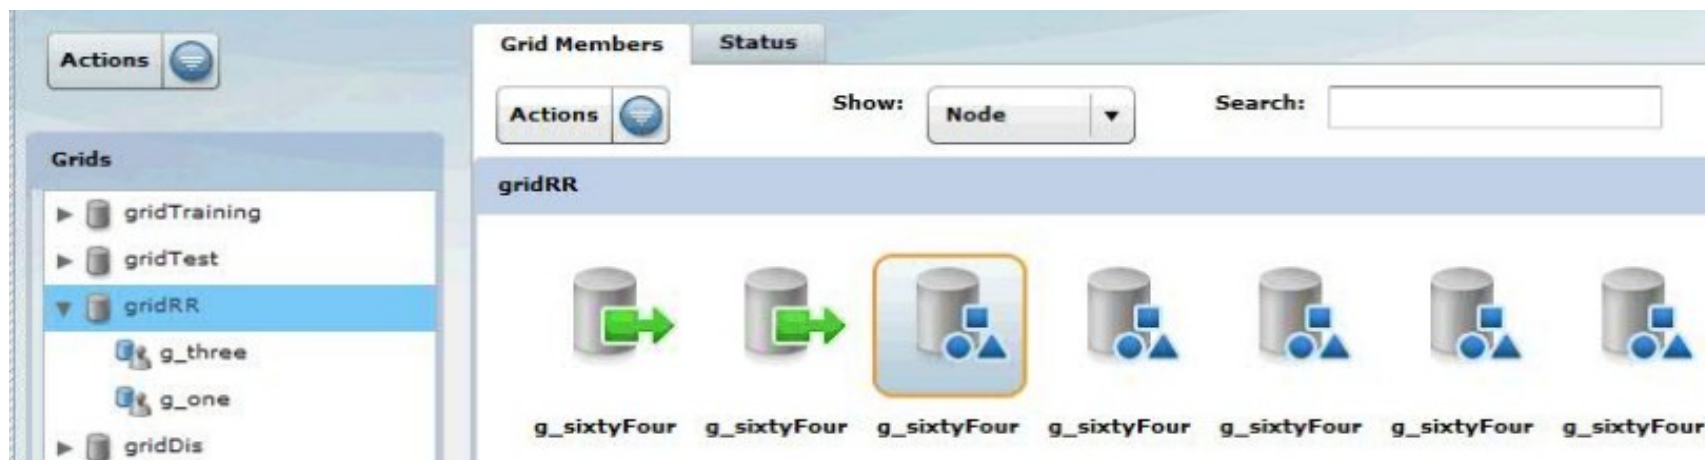 Actions
Grids
gridTraining
gridTest
gridRR
g_three
g_one
gridDis
Grid Members Status
Actions Show: Node Search:
gridRR
g_sixtyFour g_sixtyFour g_sixtyFour g_sixtyFour g_sixtyFour g_sixtyFour g_sixtyFour